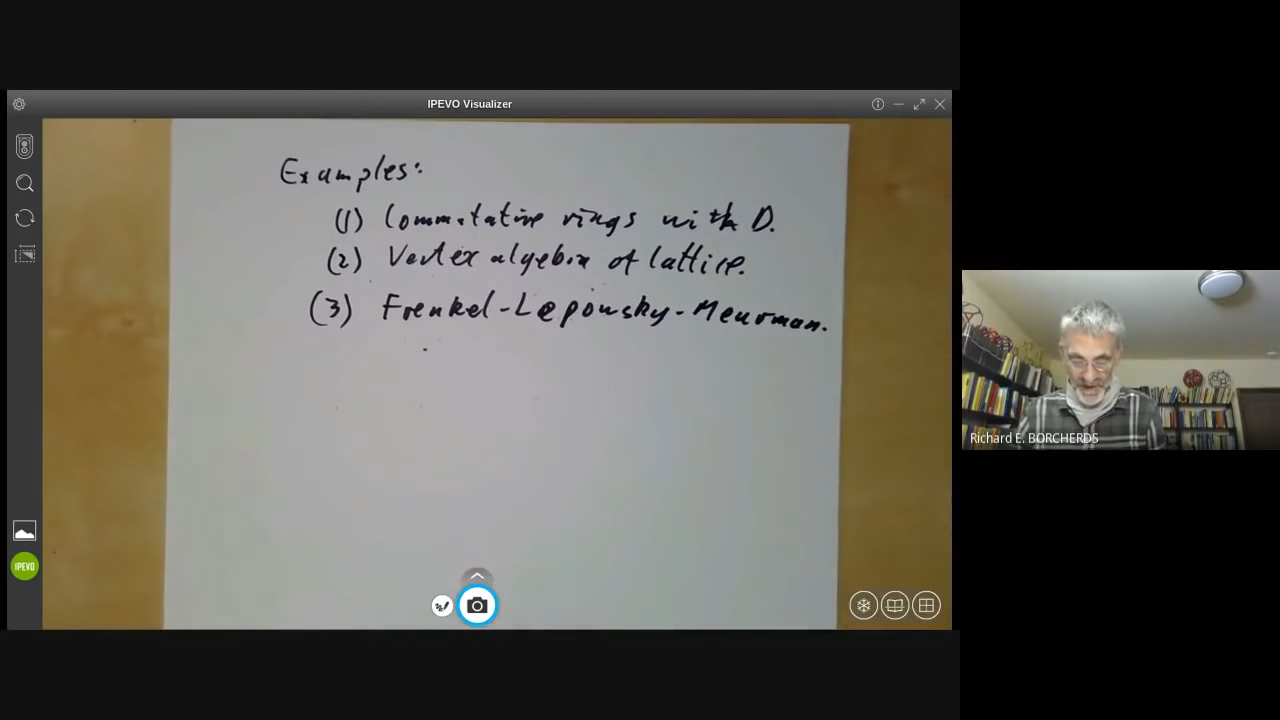 IPEVO Visualizer
Examples:
(1) Commutative rings with D.
(2) Vertex algebra of lattice.
(3) Frenkel-Lepowsky-Meurman.
Richard E. BORCHERDS
IPEVO